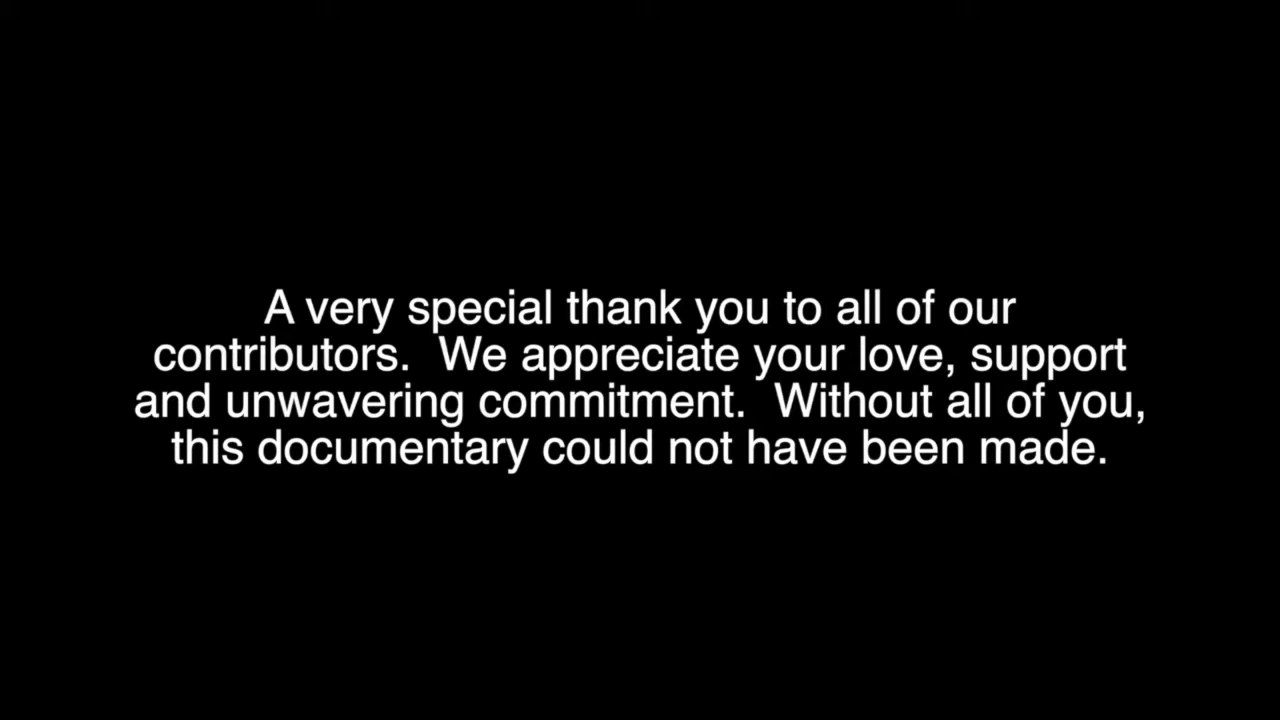 A very special thank you to all of our
contributors.  We appreciate your love, support
and unwavering commitment.  Without all of you,
this documentary could not have been made.